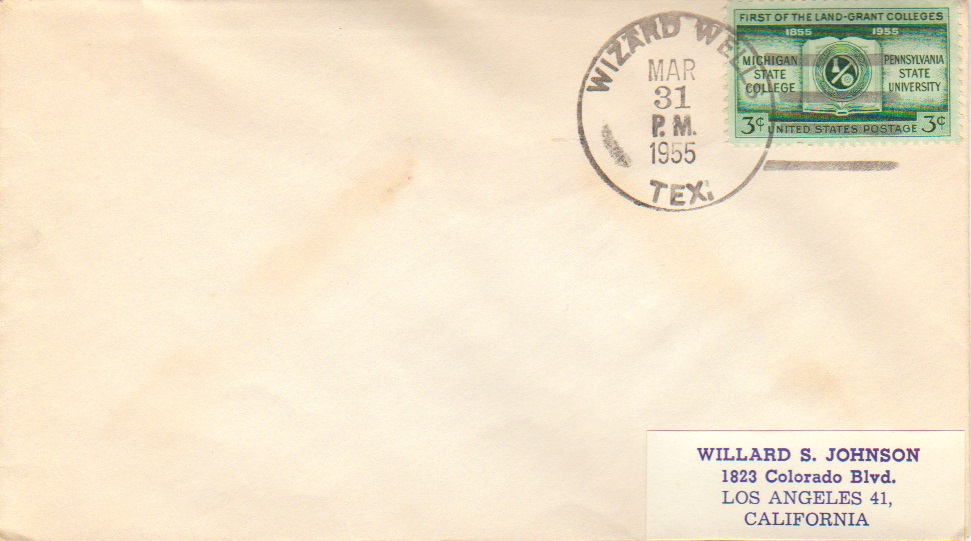 WIZARD WELLS
MAR
31
P. M.
1955
TEX.
FIRST OF THE LAND-GRANT COLLEGES
1855 1955
MICHIGAN STATE COLLEGE
PENNSYLVANIA STATE UNIVERSITY
3¢ UNITED STATES POSTAGE 3¢
WILLARD S. JOHNSON
1823 Colorado Blvd.
LOS ANGELES 41,
CALIFORNIA